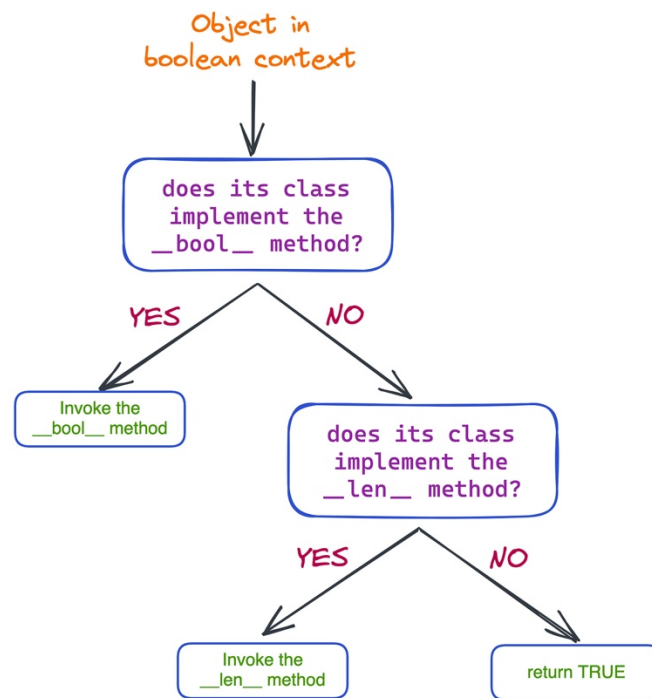 Object in
boolean context
does its class
implement the
__bool__ method?
YES
NO
Invoke the
__bool__ method
does its class
implement the
__len__ method?
YES
NO
Invoke the
__len__ method
return TRUE